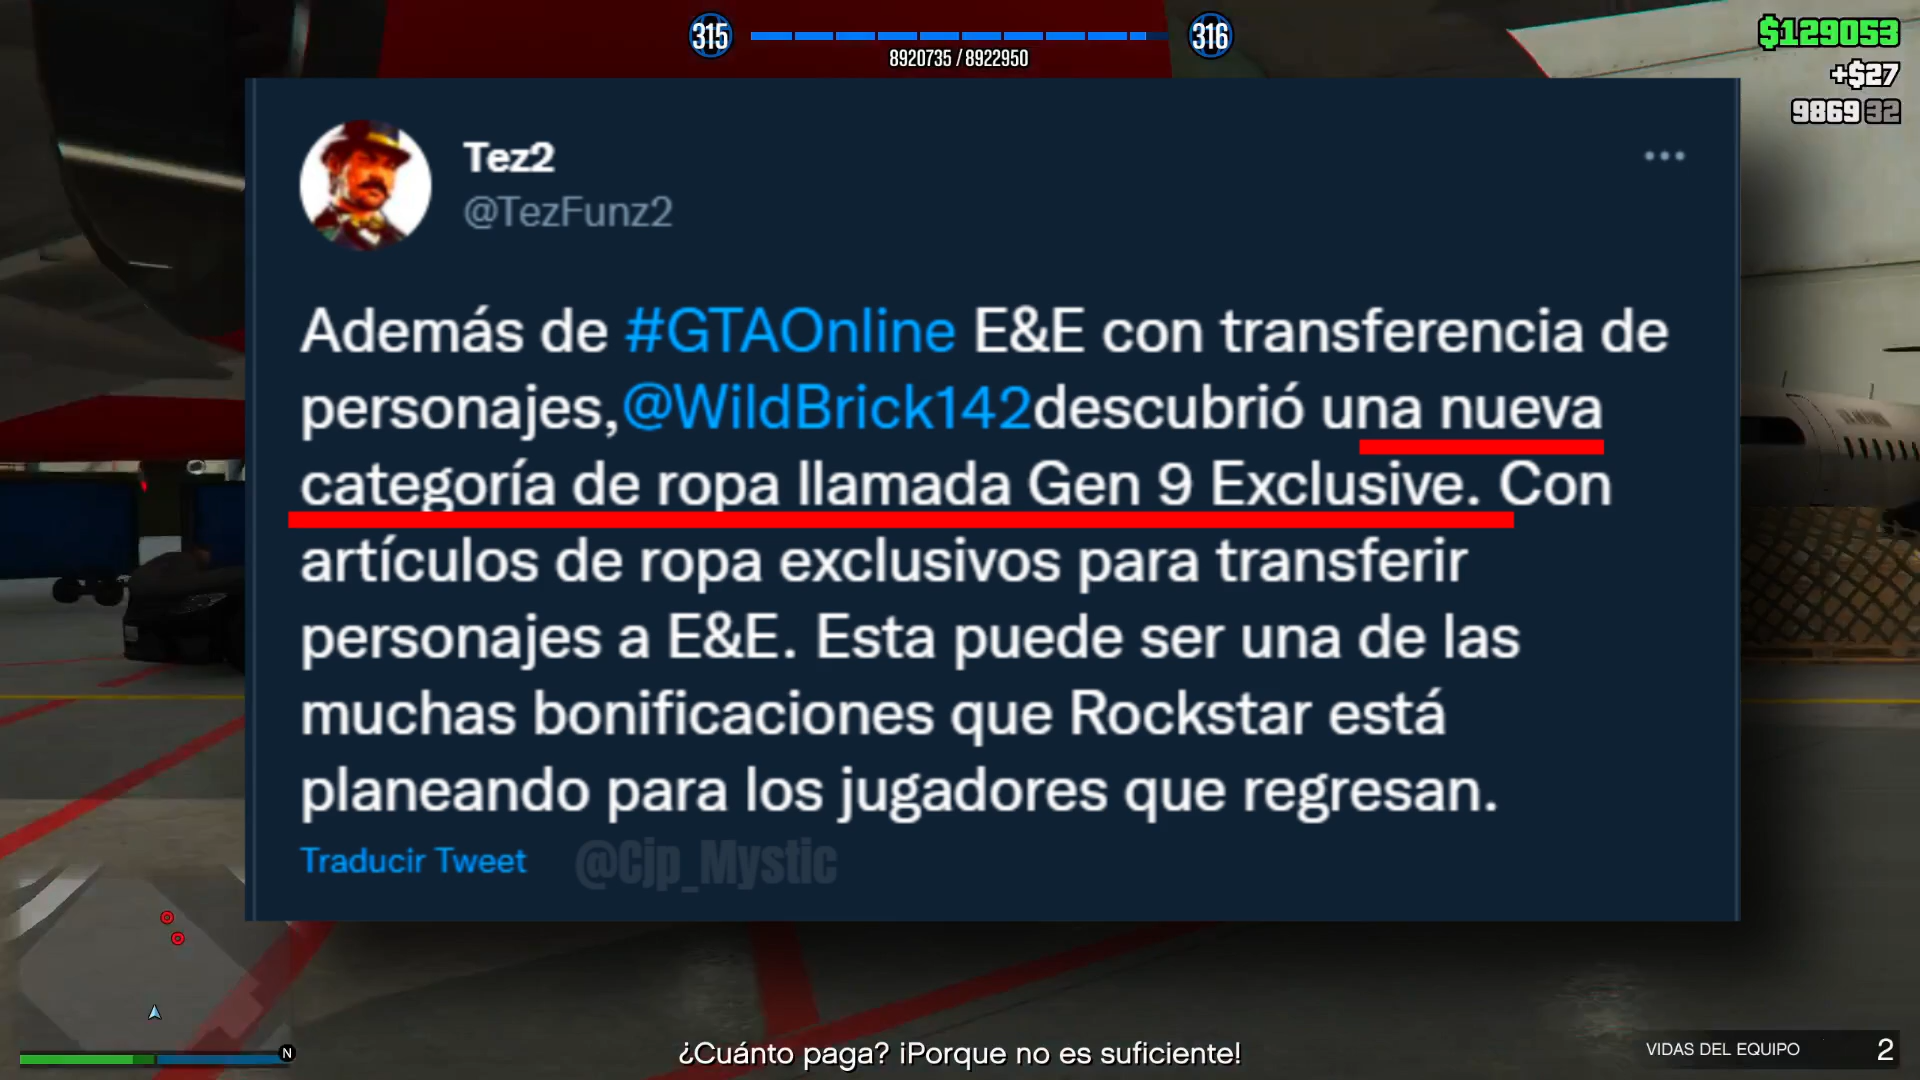 315
316
8920735 / 8922950
$129053
+$27
9869 32
Tez2
@TezFunz2
Además de #GTAOnline E&E con transferencia de
personajes,@WildBrick142descubrió una nueva
categoría de ropa llamada Gen 9 Exclusive. Con
artículos de ropa exclusivos para transferir
personajes a E&E. Esta puede ser una de las
muchas bonificaciones que Rockstar está
planeando para los jugadores que regresan.
Traducir Tweet
@Cjp_Mystic
N
¿Cuánto paga? ¡Porque no es suficiente!
VIDAS DEL EQUIPO 2